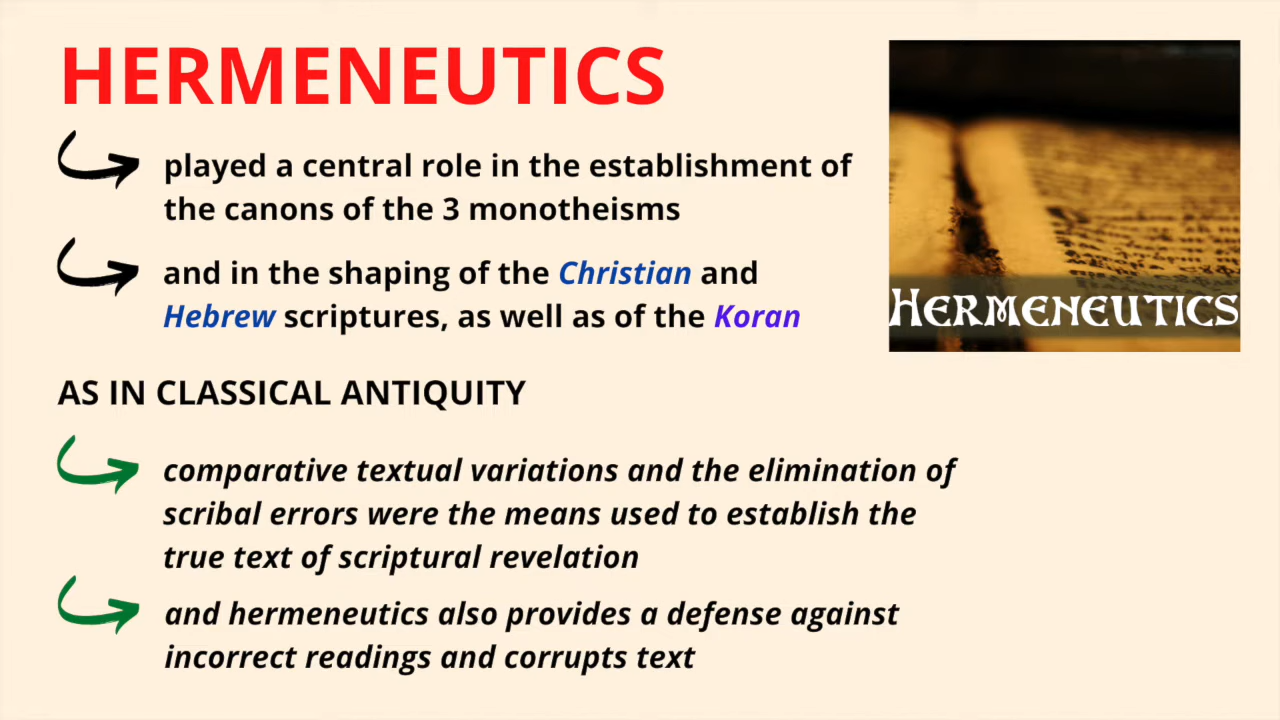 HERMENEUTICS
played a central role in the establishment of
the canons of the 3 monotheisms
and in the shaping of the Christian and
Hebrew scriptures, as well as of the Koran
HERMENEUTICS
AS IN CLASSICAL ANTIQUITY
comparative textual variations and the elimination of
scribal errors were the means used to establish the
true text of scriptural revelation
and hermeneutics also provides a defense against
incorrect readings and corrupts text